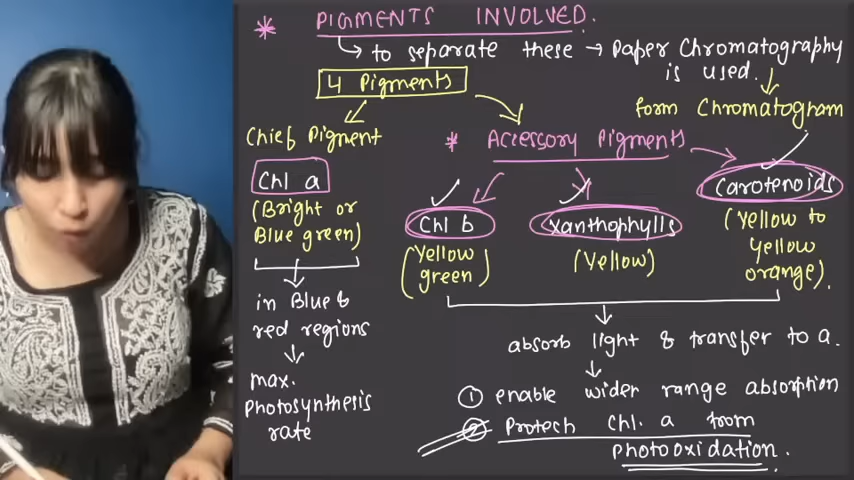 * PIGMENTS INVOLVED.
to separate these → Paper Chromatography
is used.
form Chromatogram
4 Pigments
Chief Pigment
Chl a
(Bright or
Blue green)
in Blue &
red regions
max.
Photosynthesis
rate
* Accessory Pigments
Chl b
(Yellow
green)
Xanthophylls
(Yellow)
Carotenoids
(Yellow to
yellow
orange).
absorb light & transfer to a.
① enable wider range absorption
② Protech Chl. a from
photooxidation.